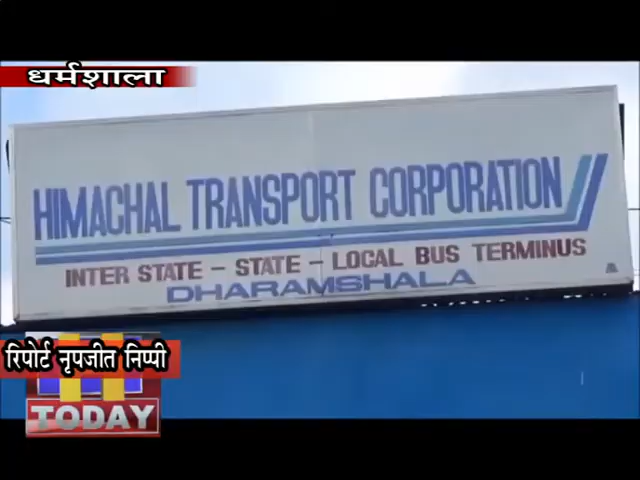 धर्मशाला
HIMACHAL TRANSPORT CORPORATION
INTER STATE - STATE - LOCAL BUS TERMINUS
DHARAMSHALA
रिपोर्ट नृपजीत निप्पी
TODAY